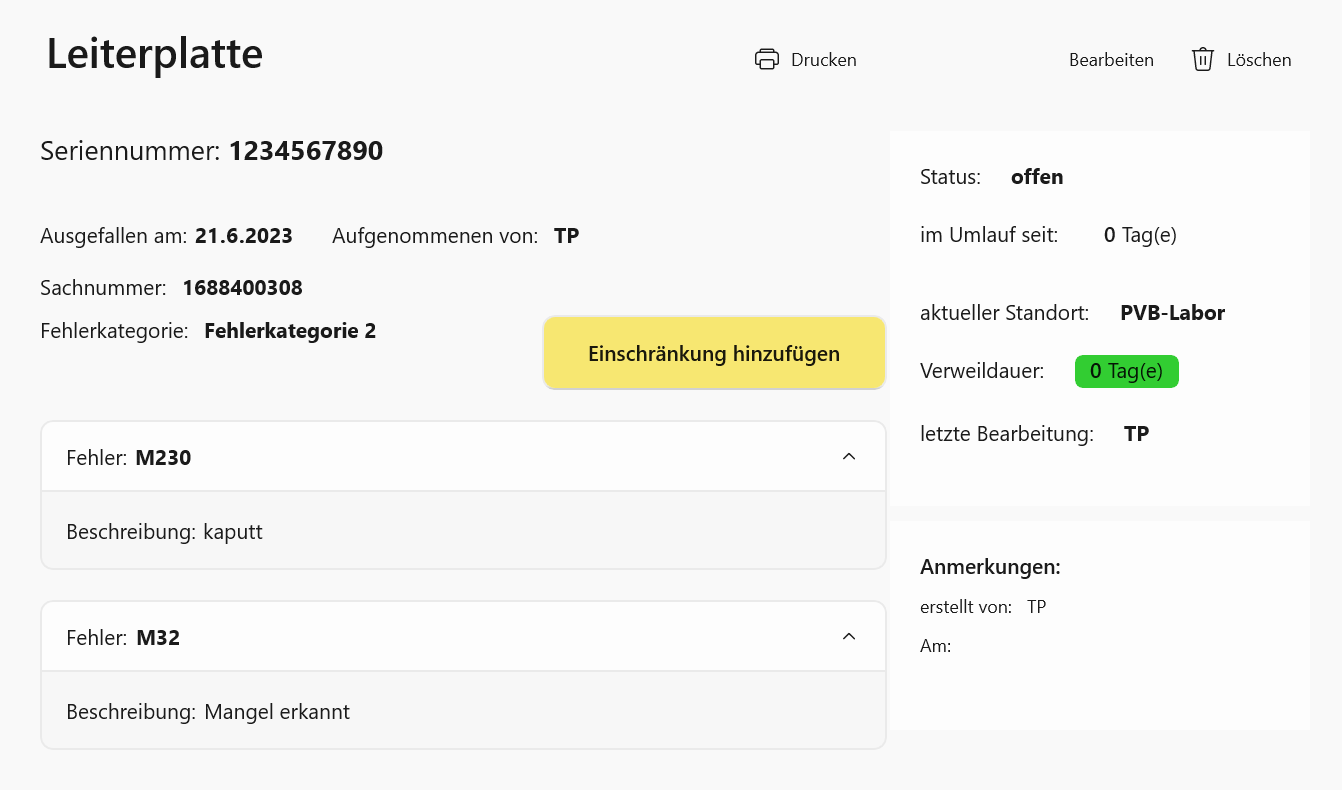 Leiterplatte
Drucken
Bearbeiten
Löschen
Seriennummer: 1234567890
Ausgefallen am: 21.6.2023 Aufgenommenen von: TP
Sachnummer: 1688400308
Fehlerkategorie: Fehlerkategorie 2
Einschränkung hinzufügen
Fehler: M230
Beschreibung: kaputt
Fehler: M32
Beschreibung: Mangel erkannt
Status: offen
im Umlauf seit: 0 Tag(e)
aktueller Standort: PVB-Labor
Verweildauer: 0 Tag(e)
letzte Bearbeitung: TP
Anmerkungen:
erstellt von: TP
Am: